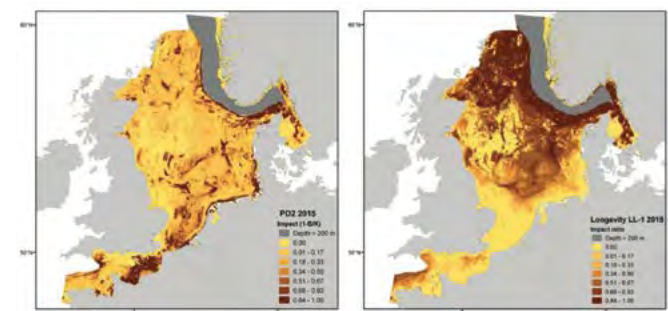 60°N
50°N
PD2 2015
Impact (1-B/K)
Depth > 200 m
0.00
0.01 - 0.17
0.18 - 0.33
0.34 - 0.50
0.51 - 0.67
0.68 - 0.83
0.84 - 1.00
60°N
50°N
Longevity LL-1 2015
Impact ratio
Depth > 200 m
0.00
0.01 - 0.17
0.18 - 0.33
0.34 - 0.50
0.51 - 0.67
0.68 - 0.83
0.84 - 1.00